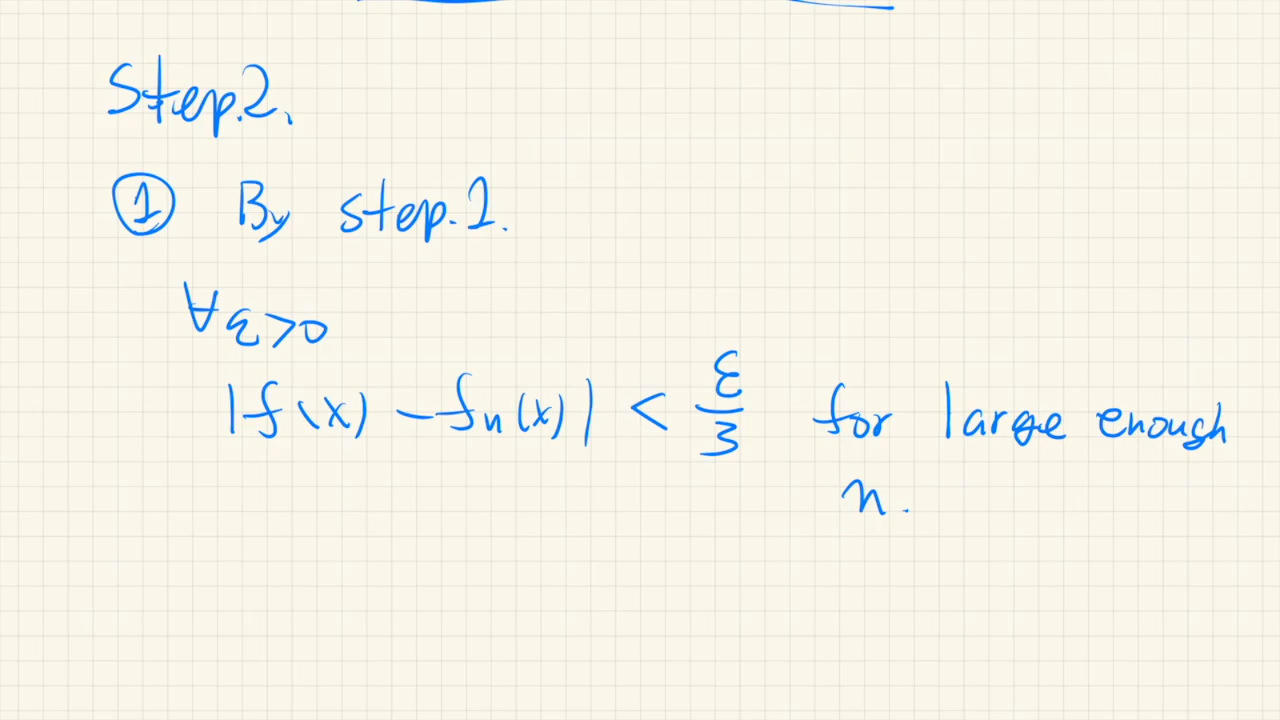 Step.2.
① By step.1.
∀ε>0
|f(x) - fn(x)| < ε/3 for large enough
n.